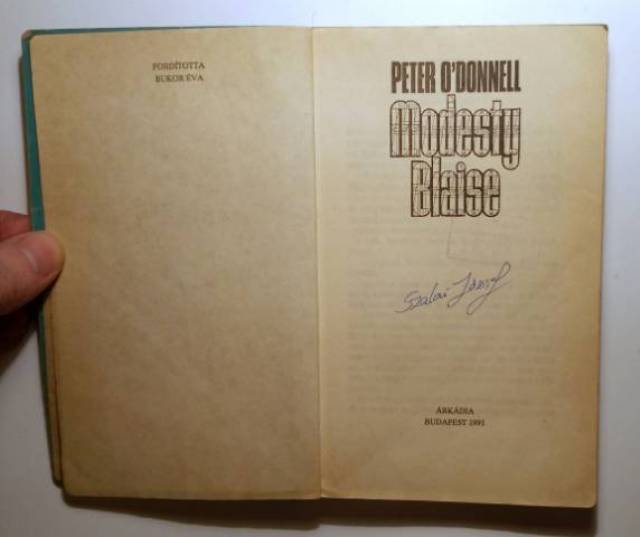 FORDÍTOTTA
BUKOR ÉVA
PETER O'DONNELL
Modesty
Blaise
Szalai József
ÁRKÁDIA
BUDAPEST 1991